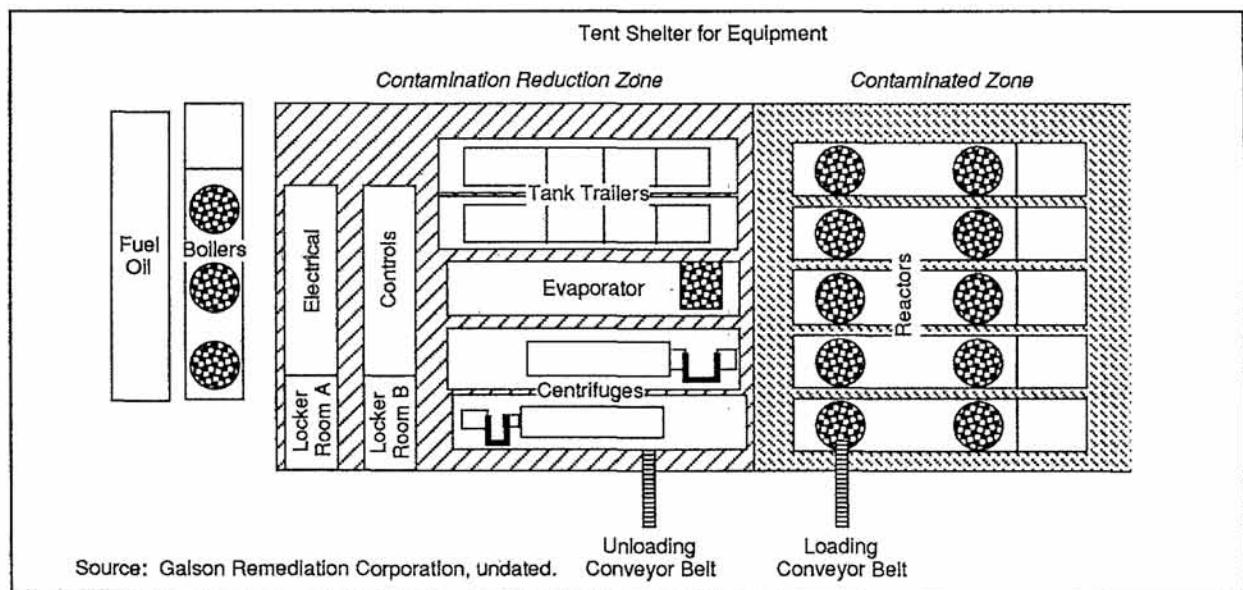 Tent Shelter for Equipment
Contamination Reduction Zone
Contaminated Zone
Fuel
Oil
Boilers
Electrical
Controls
Locker
Room A
Locker
Room B
Tank Trailers
Evaporator
Centrifuges
Reactors
Unloading
Conveyor Belt
Loading
Conveyor Belt
Source: Galson Remediation Corporation, undated.